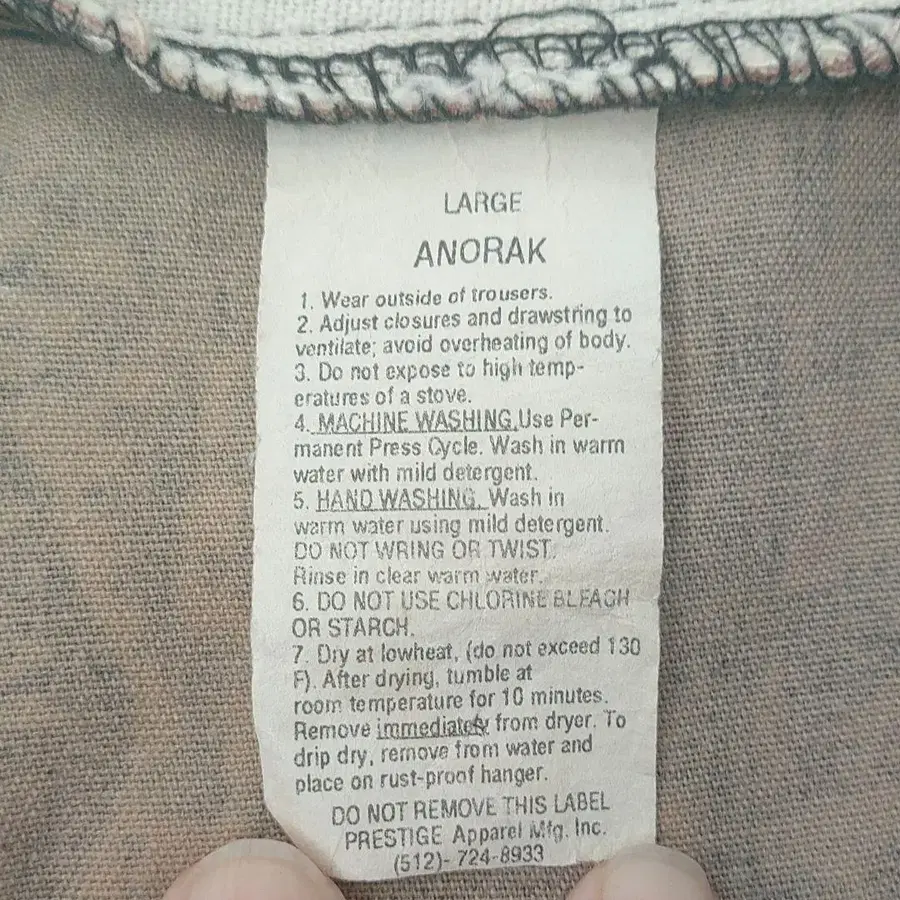 LARGE
ANORAK
1. Wear outside of trousers.
2. Adjust closures and drawstring to
ventilate; avoid overheating of body.
3. Do not expose to high temp-
eratures of a stove.
4. MACHINE WASHING. Use Per-
manent Press Cycle. Wash in warm
water with mild detergent.
5. HAND WASHING. Wash in
warm water using mild detergent.
DO NOT WRING OR TWIST.
Rinse in clear warm water.
6. DO NOT USE CHLORINE BLEACH
OR STARCH.
7. Dry at lowheat, (do not exceed 130
F). After drying, tumble at
room temperature for 10 minutes.
Remove immediately from dryer. To
drip dry, remove from water and
place on rust-proof hanger.
DO NOT REMOVE THIS LABEL
PRESTIGE Apparel Mfg. Inc.
(512)- 724-8933